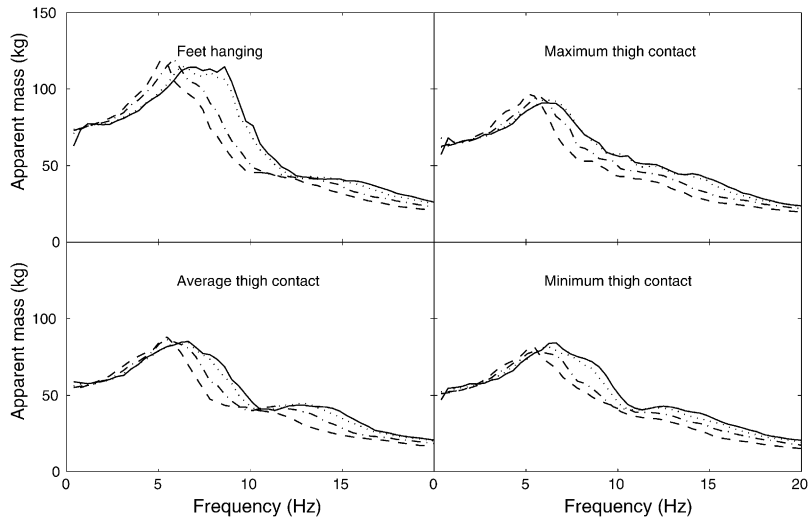 150
Feet hanging
Maximum thigh contact
Apparent mass (kg)
100
50
0
Average thigh contact
Minimum thigh contact
Apparent mass (kg)
100
50
0
0 5 10 15 0 5 10 15 20
Frequency (Hz) Frequency (Hz)